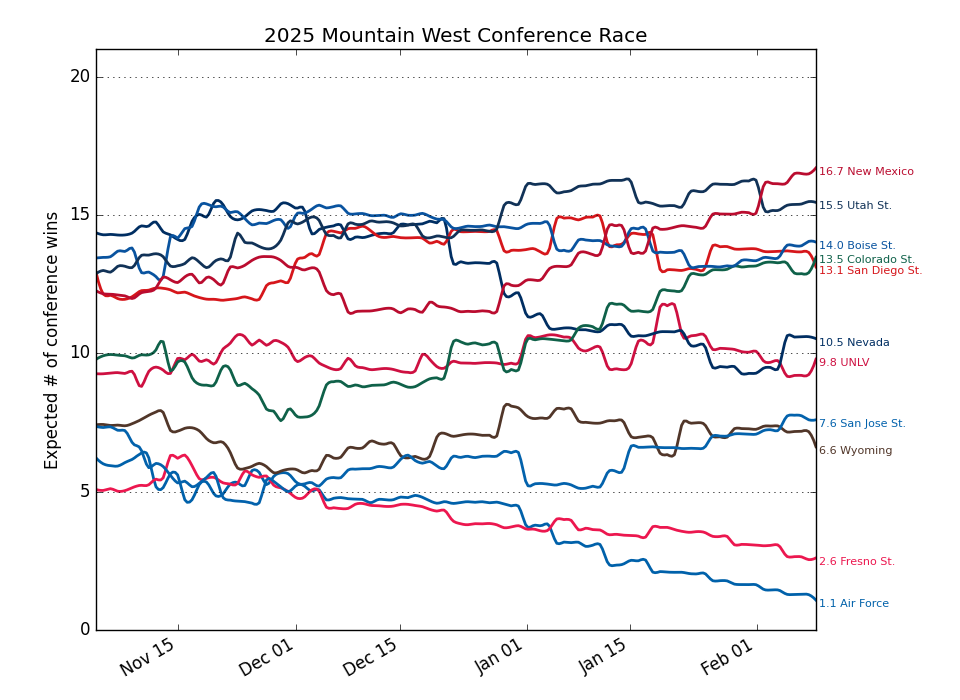 2025 Mountain West Conference Race
Expected # of conference wins
20
15
10
5
0
Nov 15
Dec 01
Dec 15
Jan 01
Jan 15
Feb 01
16.7 New Mexico
15.5 Utah St.
14.0 Boise St.
13.5 Colorado St.
13.1 San Diego St.
10.5 Nevada
9.8 UNLV
7.6 San Jose St.
6.6 Wyoming
2.6 Fresno St.
1.1 Air Force